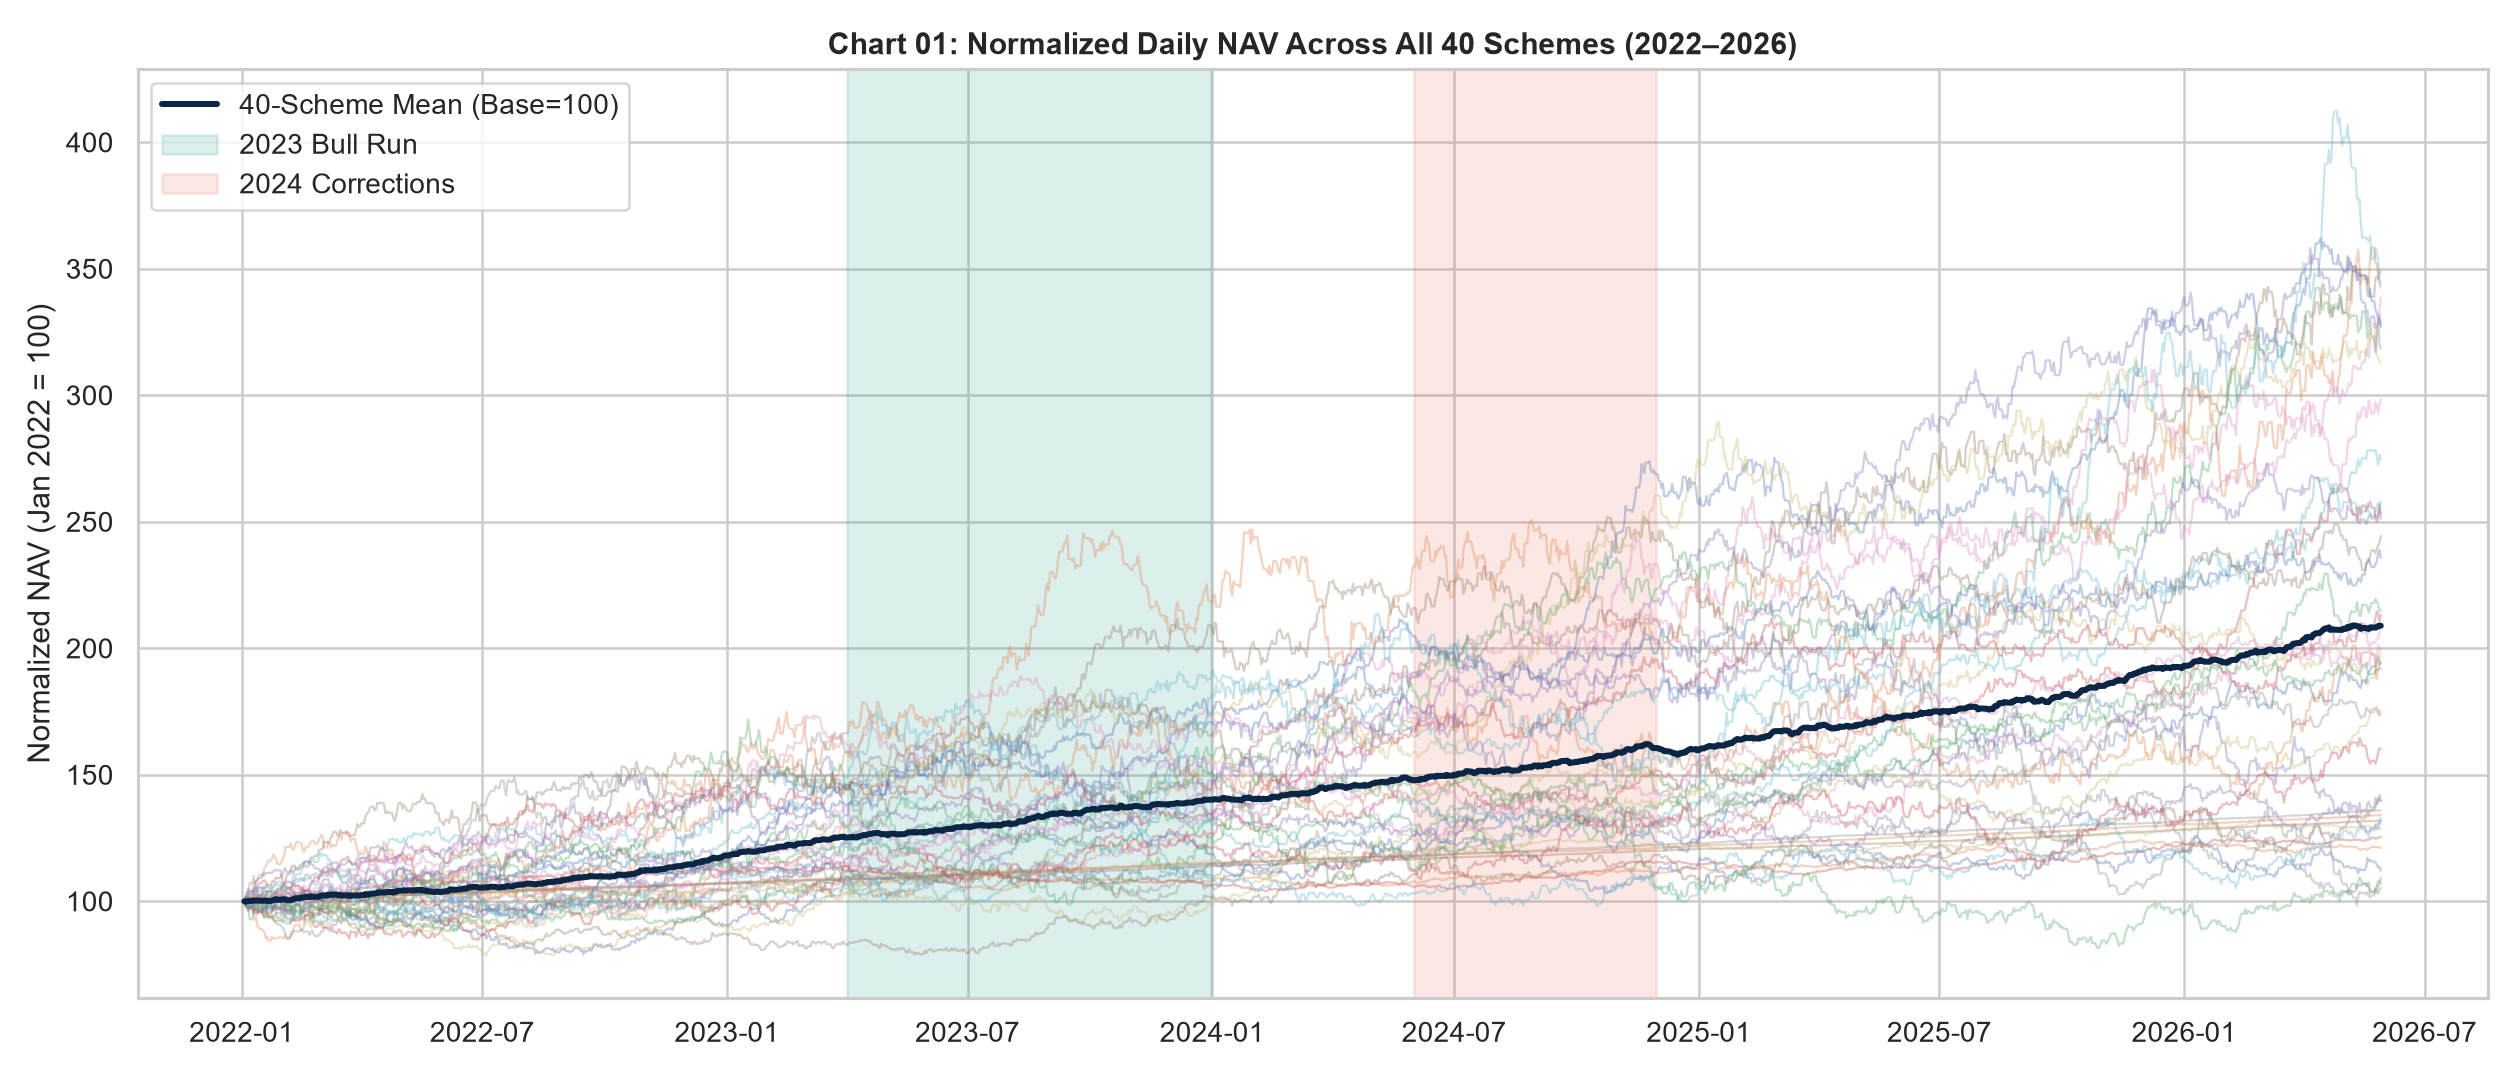 Chart 01: Normalized Daily NAV Across All 40 Schemes (2022–2026)
40-Scheme Mean (Base=100)
2023 Bull Run
2024 Corrections
Normalized NAV (Jan 2022 = 100)
400
350
300
250
200
150
100
2022-01 2022-07 2023-01 2023-07 2024-01 2024-07 2025-01 2025-07 2026-01 2026-07